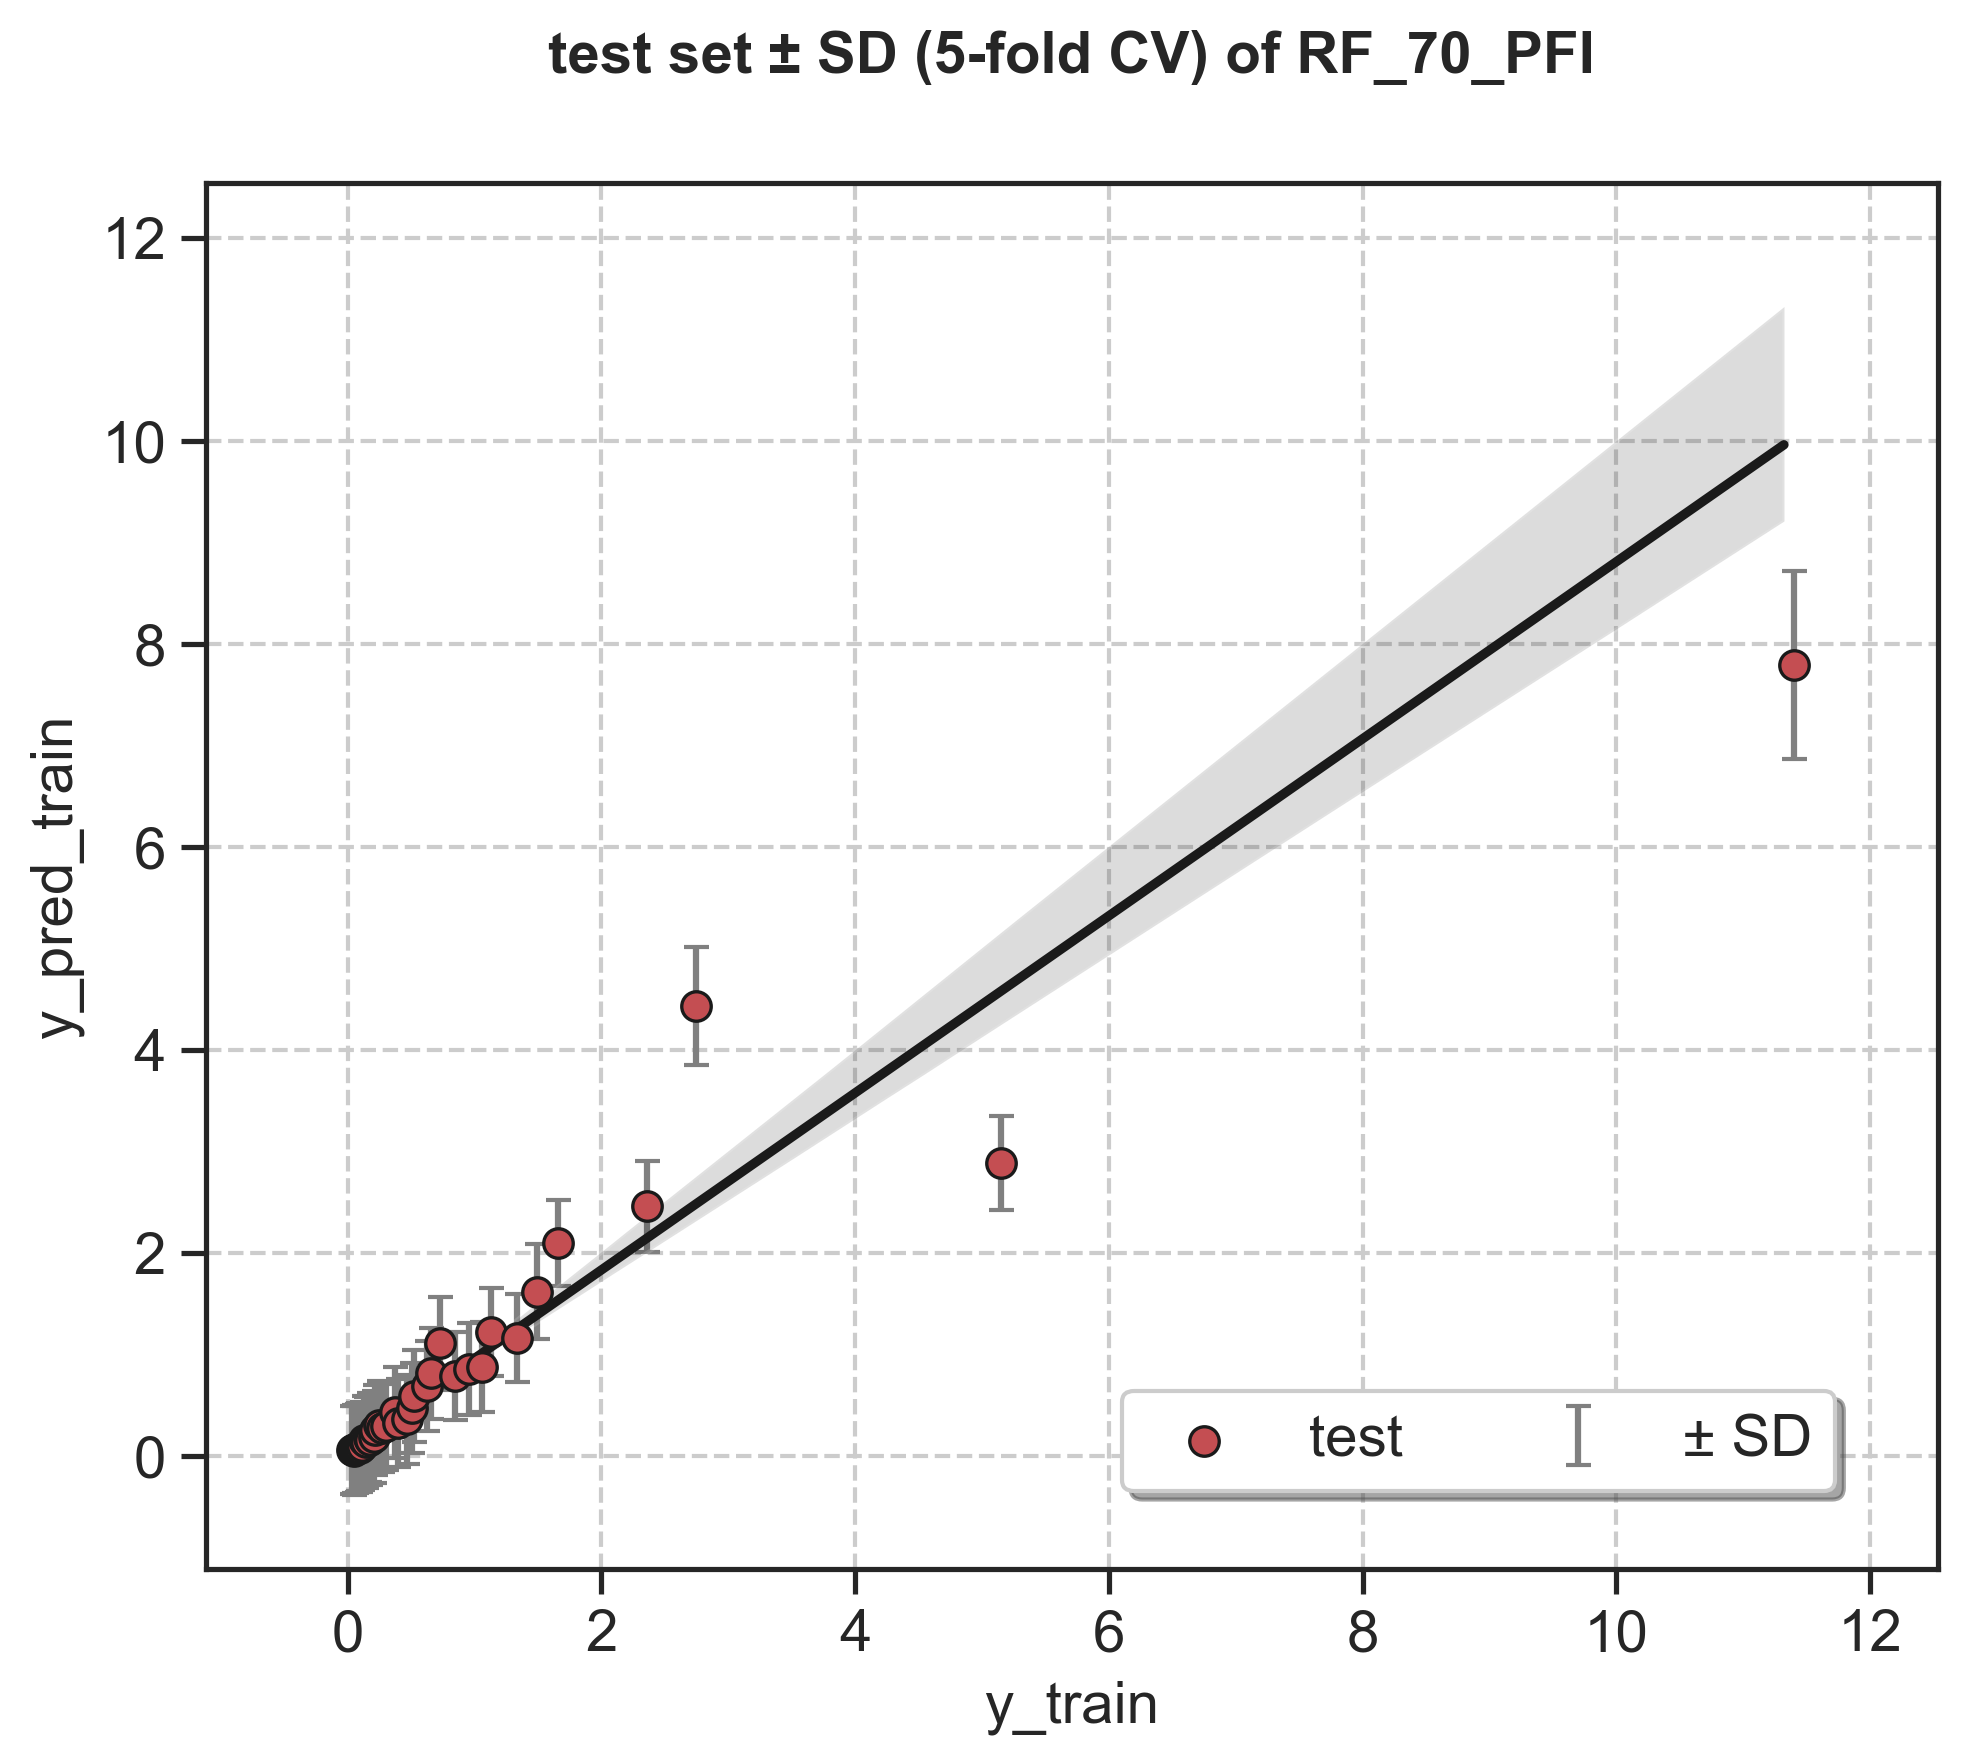 test set ± SD (5-fold CV) of RF_70_PFI
12
10
8
6
4
2
0
y_pred_train
test ± SD
0 2 4 6 8 10 12
y_train